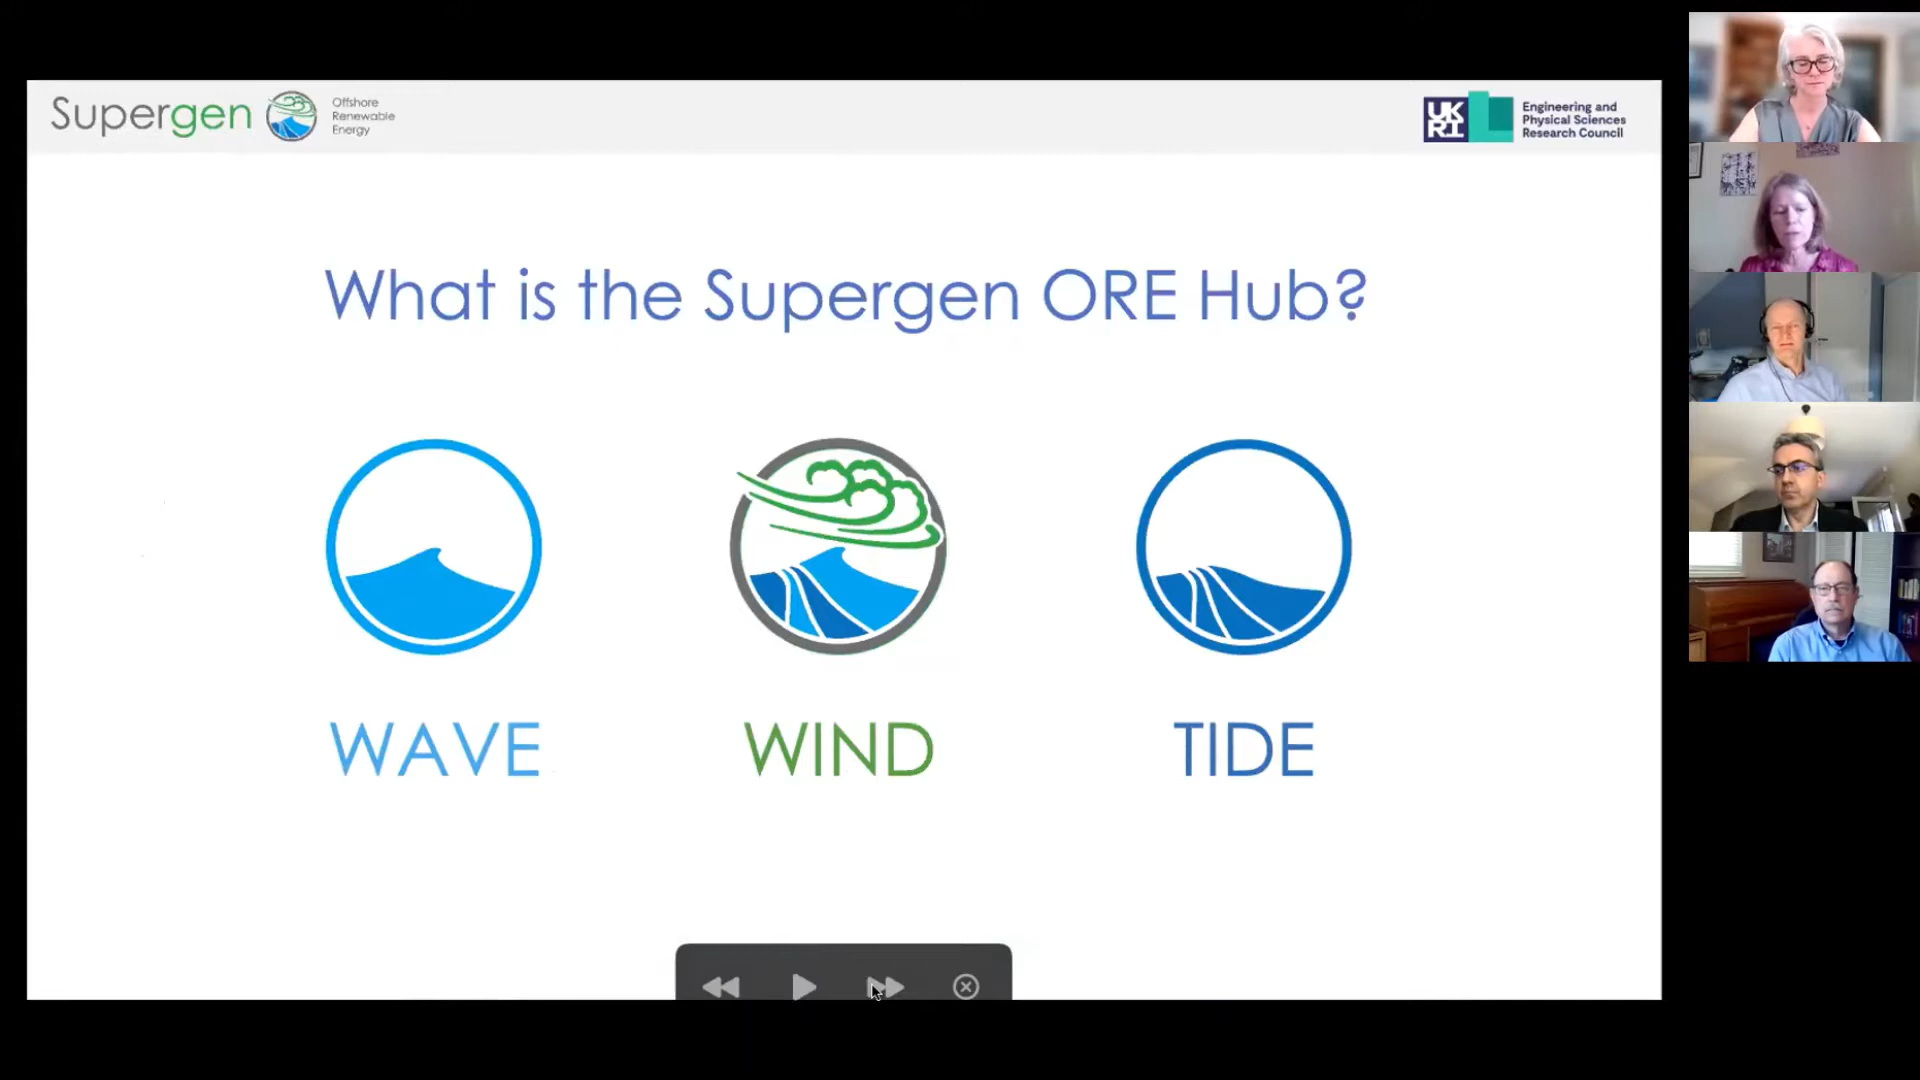 Supergen
Offshore
Renewable
Energy
UK
RI
Engineering and
Physical Sciences
Research Council
What is the Supergen ORE Hub?
WAVE
WIND
TIDE